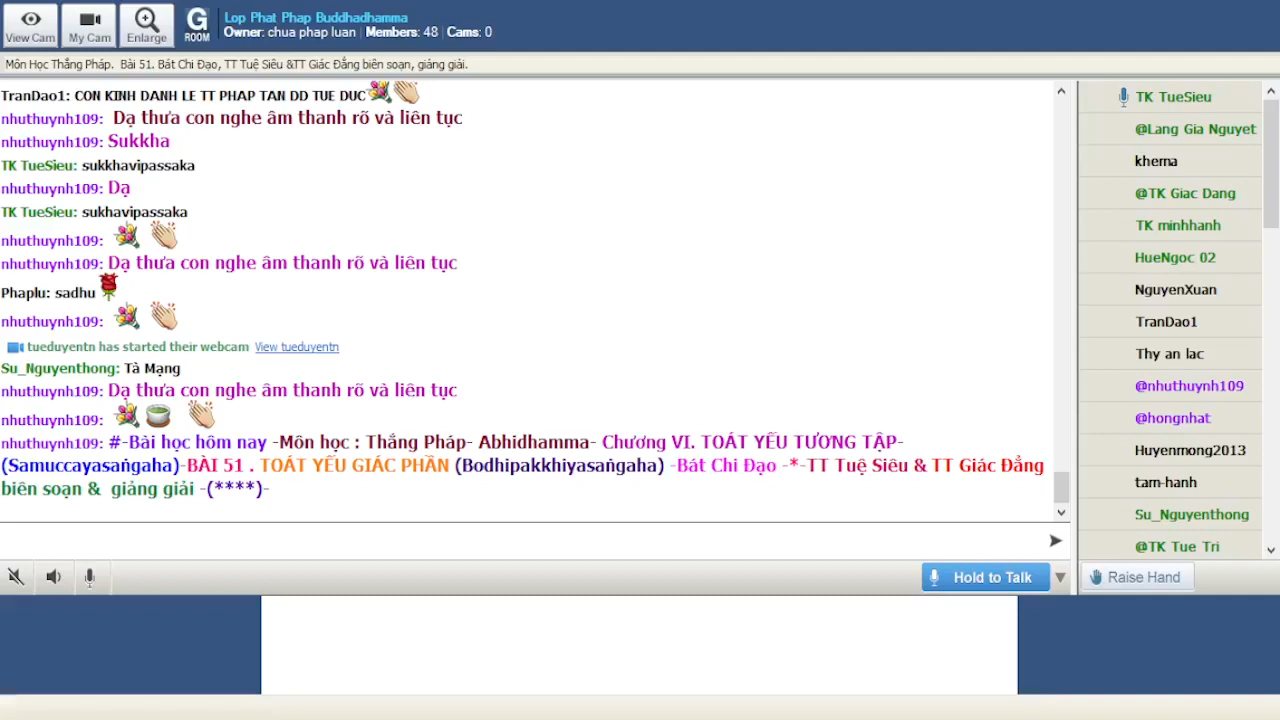 View Cam
My Cam
Enlarge
G
ROOM
Lop Phat Phap Buddhadhamma
Owner: chua phap luan | Members: 48 | Cams: 0
Môn Học Thắng Pháp. Bài 51. Bát Chi Đạo, TT Tuệ Siêu &TT Giác Đẳng biên soạn, giảng giải.
TranDao1: CON KINH DANH LE TT PHAP TAN DD TUE DUC
nhuthuynh109: Dạ thưa con nghe âm thanh rõ và liên tục
nhuthuynh109: Sukkha
TK TueSieu: sukkhavipassaka
nhuthuynh109: Dạ
TK TueSieu: sukhavipassaka
nhuthuynh109:
nhuthuynh109: Dạ thưa con nghe âm thanh rõ và liên tục
Phaplu: sadhu
nhuthuynh109:
tueduyentn has started their webcam View tueduyentn
Su_Nguyenthong: Tà Mạng
nhuthuynh109: Dạ thưa con nghe âm thanh rõ và liên tục
nhuthuynh109:
nhuthuynh109: #-Bài học hôm nay -Môn học : Thắng Pháp- Abhidhamma- Chương VI. TOÁT YẾU TƯƠNG TẬP-
(Samuccayasaṅgaha)-BÀI 51 . TOÁT YẾU GIÁC PHẦN (Bodhipakkhiyasaṅgaha) -Bát Chi Đạo -*-TT Tuệ Siêu & TT Giác Đẳng
biên soạn & giảng giải -(****)-
TK TueSieu
@Lang Gia Nguyet
khema
@TK Giac Dang
TK minhhanh
HueNgoc 02
NguyenXuan
TranDao1
Thy an lac
@nhuthuynh109
@hongnhat
Huyenmong2013
tam-hanh
Su_Nguyenthong
@TK Tue Tri
Hold to Talk
Raise Hand